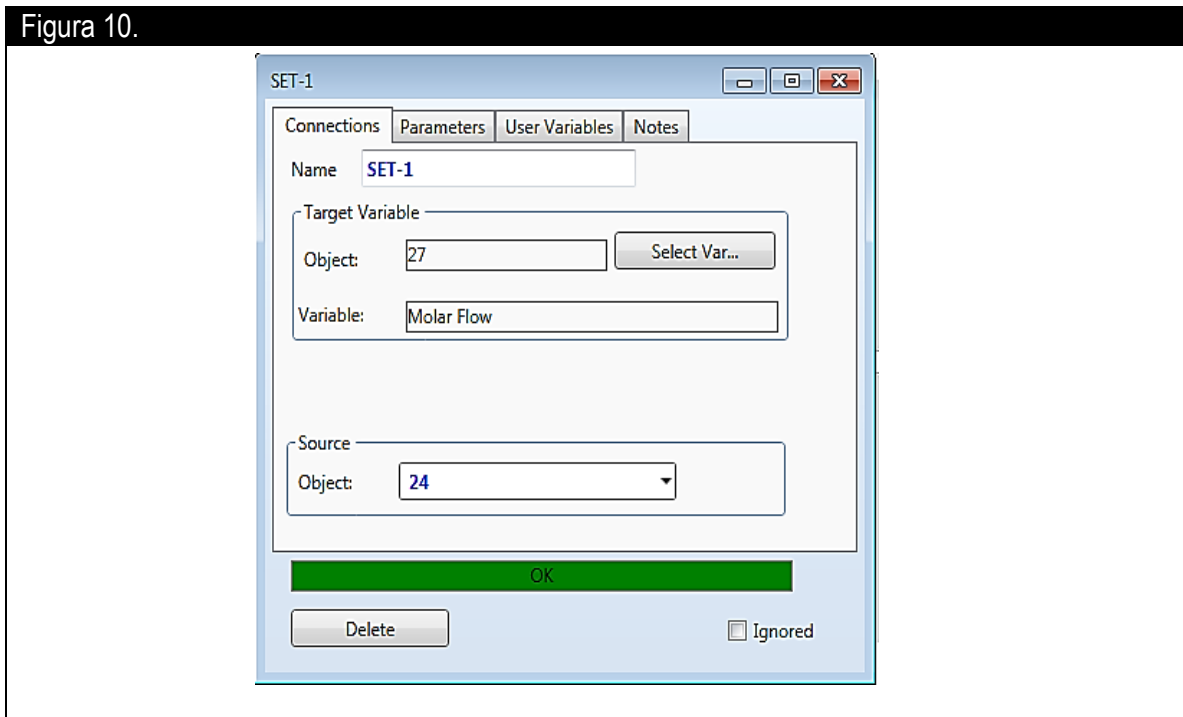 Figura 10.
SET-1
Connections Parameters User Variables Notes
Name SET-1
Target Variable
Object: 27 Select Var...
Variable: Molar Flow
Source
Object: 24
OK
Delete Ignored